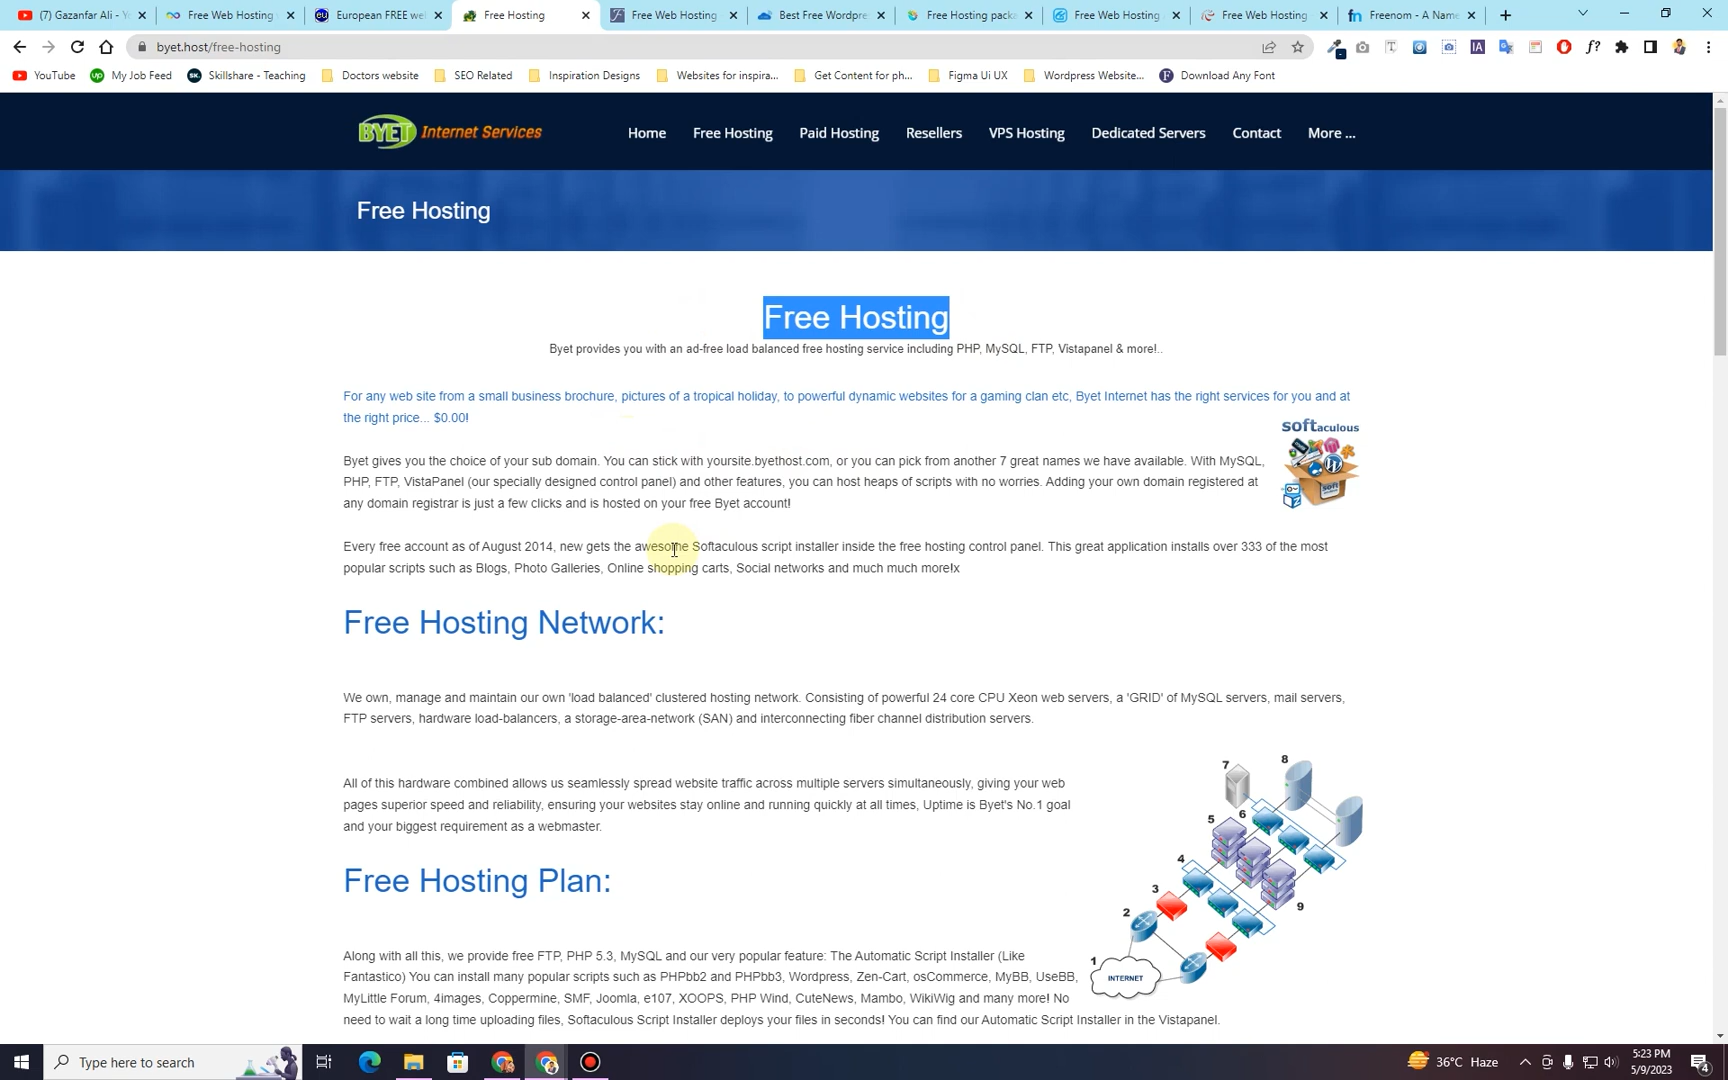 (7) Gazanfar Ali - Y
Free Web Hosting
European FREE we
Free Hosting
Free Web Hosting
Best Free Wordpre
Free Hosting pack
Free Web Hosting
Free Web Hosting
Freenom - A Name
byet.host/free-hosting
YouTube
My Job Feed
Skillshare - Teaching
Doctors website
SEO Related
Inspiration Designs
Websites for inspira...
Get Content for ph...
Figma Ui UX
Wordpress Website...
Download Any Font
BYET Internet Services
Home
Free Hosting
Paid Hosting
Resellers
VPS Hosting
Dedicated Servers
Contact
More ...
Free Hosting
Free Hosting
Byet provides you with an ad-free load balanced free hosting service including PHP, MySQL, FTP, Vistapanel & more!..
For any web site from a small business brochure, pictures of a tropical holiday, to powerful dynamic websites for a gaming clan etc, Byet Internet has the right services for you and at
the right price... $0.00!
softaculous
Byet gives you the choice of your sub domain. You can stick with yoursite.byethost.com, or you can pick from another 7 great names we have available. With MySQL,
PHP, FTP, VistaPanel (our specially designed control panel) and other features, you can host heaps of scripts with no worries. Adding your own domain registered at
any domain registrar is just a few clicks and is hosted on your free Byet account!
Every free account as of August 2014, new gets the awesome Softaculous script installer inside the free hosting control panel. This great application installs over 333 of the most
popular scripts such as Blogs, Photo Galleries, Online shopping carts, Social networks and much much more!x
Free Hosting Network:
We own, manage and maintain our own 'load balanced' clustered hosting network. Consisting of powerful 24 core CPU Xeon web servers, a 'GRID' of MySQL servers, mail servers,
FTP servers, hardware load-balancers, a storage-area-network (SAN) and interconnecting fiber channel distribution servers.
All of this hardware combined allows us seamlessly spread website traffic across multiple servers simultaneously, giving your web
pages superior speed and reliability, ensuring your websites stay online and running quickly at all times, Uptime is Byet's No.1 goal
and your biggest requirement as a webmaster.
7
8
5
6
4
3
2
9
1
INTERNET
Free Hosting Plan:
Along with all this, we provide free FTP, PHP 5.3, MySQL and our very popular feature: The Automatic Script Installer (Like
Fantastico) You can install many popular scripts such as PHPbb2 and PHPbb3, Wordpress, Zen-Cart, osCommerce, MyBB, UseBB,
MyLittle Forum, 4images, Coppermine, SMF, Joomla, e107, XOOPS, PHP Wind, CuteNews, Mambo, WikiWig and many more! No
need to wait a long time uploading files, Softaculous Script Installer deploys your files in seconds! You can find our Automatic Script Installer in the Vistapanel.
Type here to search
36°C Haze
5:23 PM
5/9/2023
4